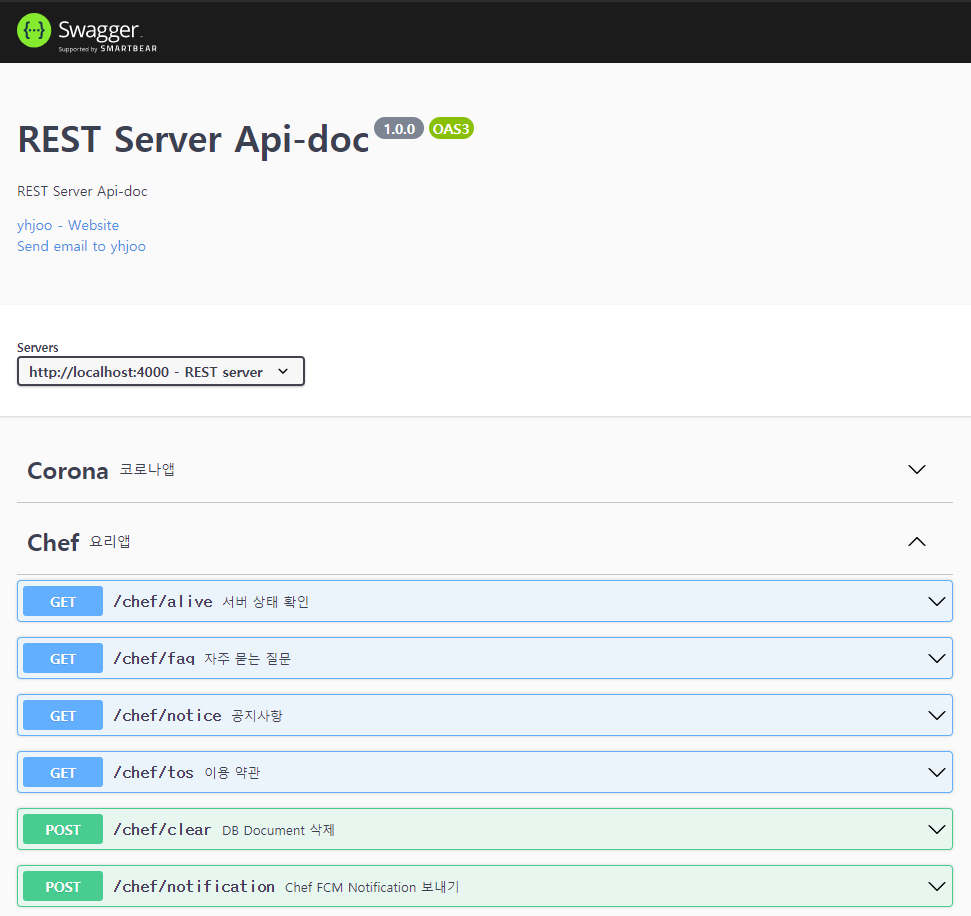 Swagger
Supported by SMARTBEAR
REST Server Api-doc 1.0.0 OAS3
REST Server Api-doc
yhjoo - Website
Send email to yhjoo
Servers
http://localhost:4000 - REST server
Corona 코로나앱
Chef 요리앱
GET /chef/alive 서버 상태 확인
GET /chef/faq 자주 묻는 질문
GET /chef/notice 공지사항
GET /chef/tos 이용 약관
POST /chef/clear DB Document 삭제
POST /chef/notification Chef FCM Notification 보내기